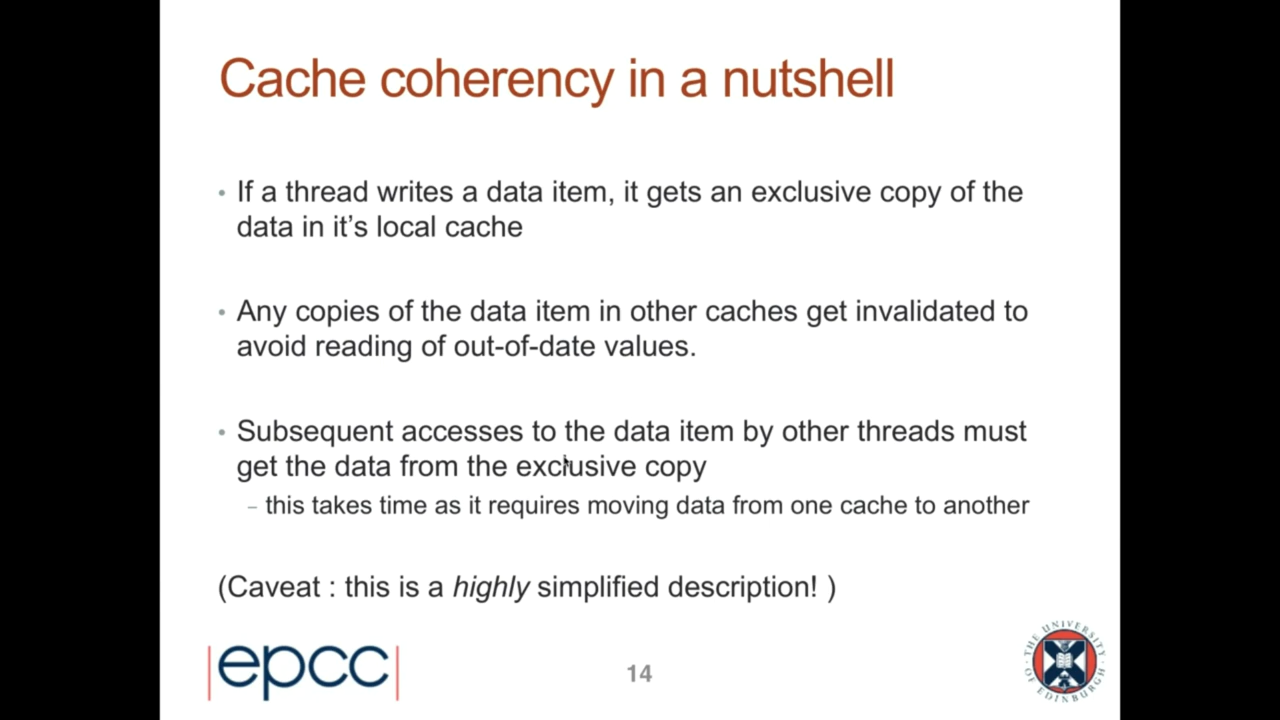 Cache coherency in a nutshell
• If a thread writes a data item, it gets an exclusive copy of the
data in it's local cache
• Any copies of the data item in other caches get invalidated to
avoid reading of out-of-date values.
• Subsequent accesses to the data item by other threads must
get the data from the exclusive copy
– this takes time as it requires moving data from one cache to another
(Caveat : this is a highly simplified description! )
|epcc|
14
THE UNIVERSITY OF EDINBURGH